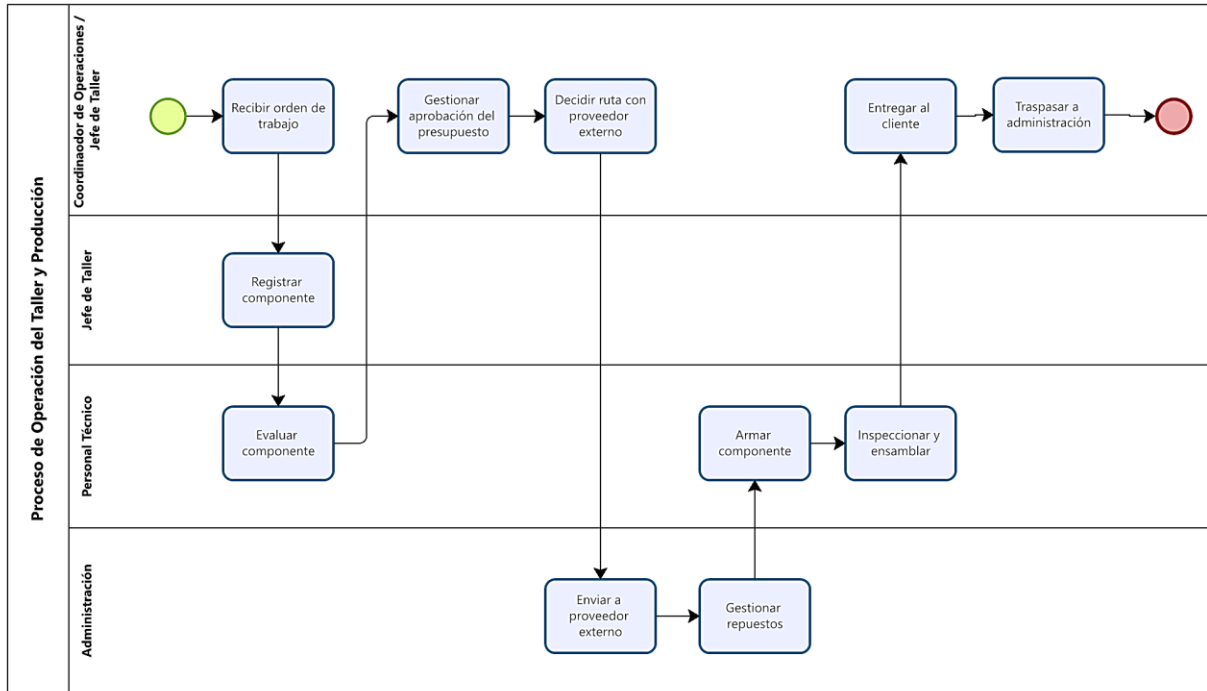 Proceso de Operación del Taller y Producción
Coordinaodor de Operaciones /
Jefe de Taller
Recibir orden de
trabajo
Gestionar
aprobación del
presupuesto
Decidir ruta con
proveedor
externo
Entregar al
cliente
Traspasar a
administración
Jefe de Taller
Registrar
componente
Personal Técnico
Evaluar
componente
Armar
componente
Inspeccionar y
ensamblar
Administración
Enviar a
proveedor
externo
Gestionar
repuestos